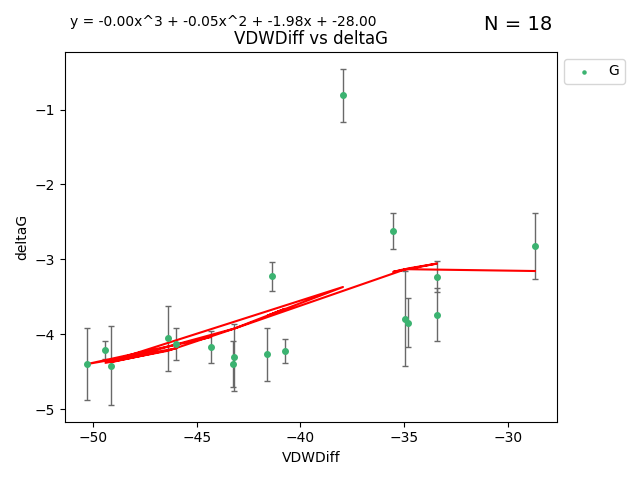 y = -0.00x^3 + -0.05x^2 + -1.98x + -28.00
N = 18
VDWDiff vs deltaG
G
−1
−2
−3
−4
−5
deltaG
−50 −45 −40 −35 −30
VDWDiff